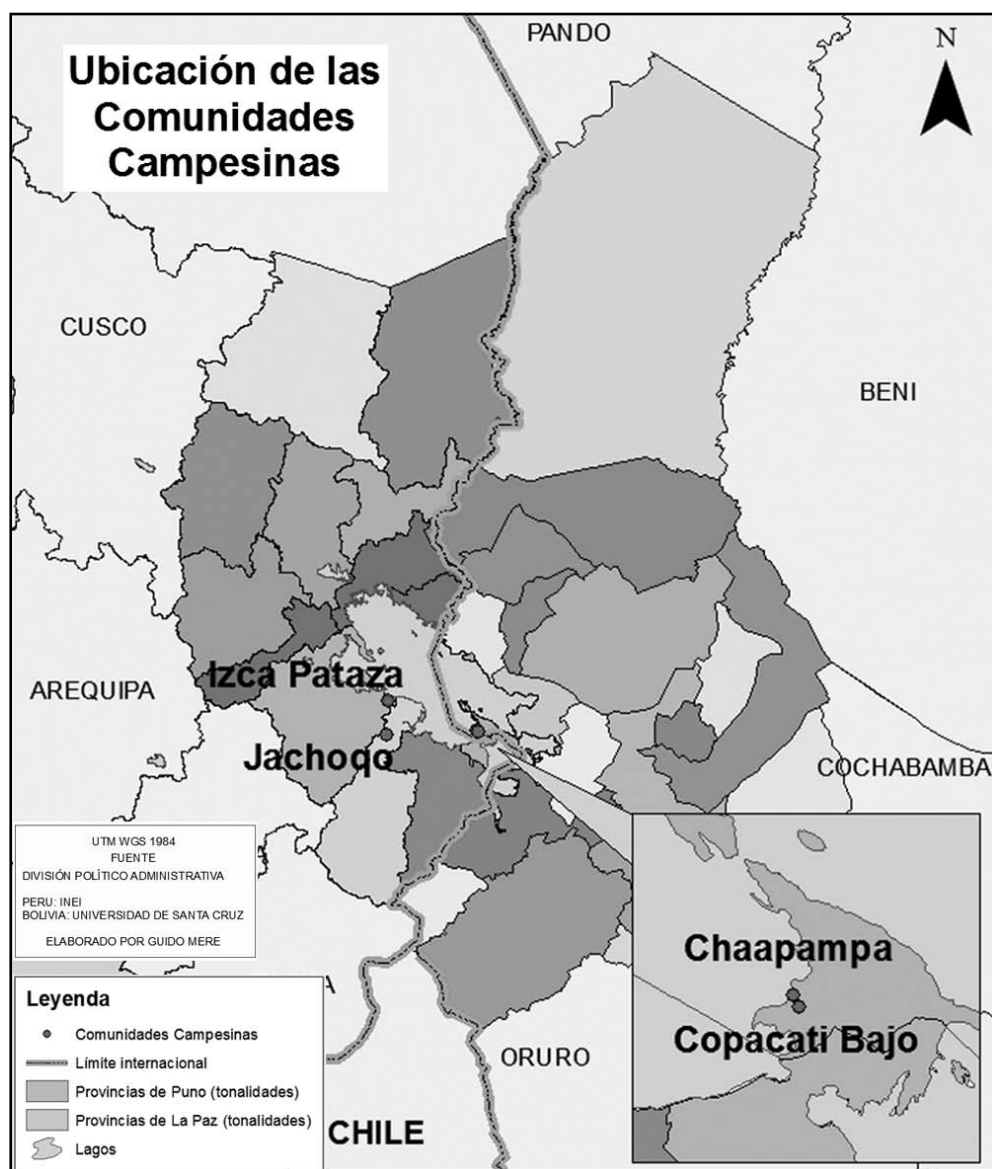 Ubicación de las
Comunidades
Campesinas
PANDO
N
CUSCO
BENI
Izca Pataza
AREQUIPA
Jachoqo
COCHABAMBA
UTM WGS 1984
FUENTE
DIVISIÓN POLÍTICO ADMINISTRATIVA
PERU: INEI
BOLIVIA: UNIVERSIDAD DE SANTA CRUZ
ELABORADO POR GUIDO MERE
Chaapampa
Copacati Bajo
A
Leyenda
Comunidades Campesinas
Límite internacional
Provincias de Puno (tonalidades)
Provincias de La Paz (tonalidades)
Lagos
ORURO
CHILE